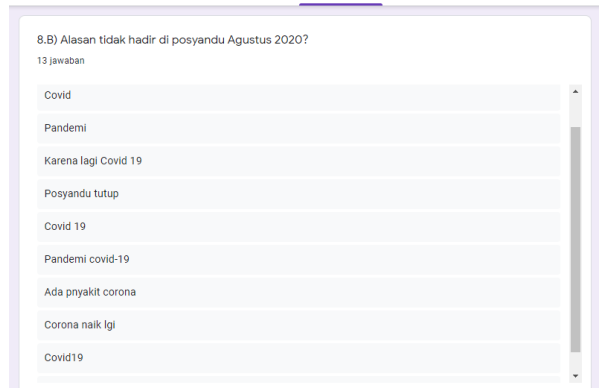 8.B) Alasan tidak hadir di posyandu Agustus 2020?
13 jawaban
Covid
Pandemi
Karena lagi Covid 19
Posyandu tutup
Covid 19
Pandemi covid-19
Ada pnyakit corona
Corona naik lgi
Covid19